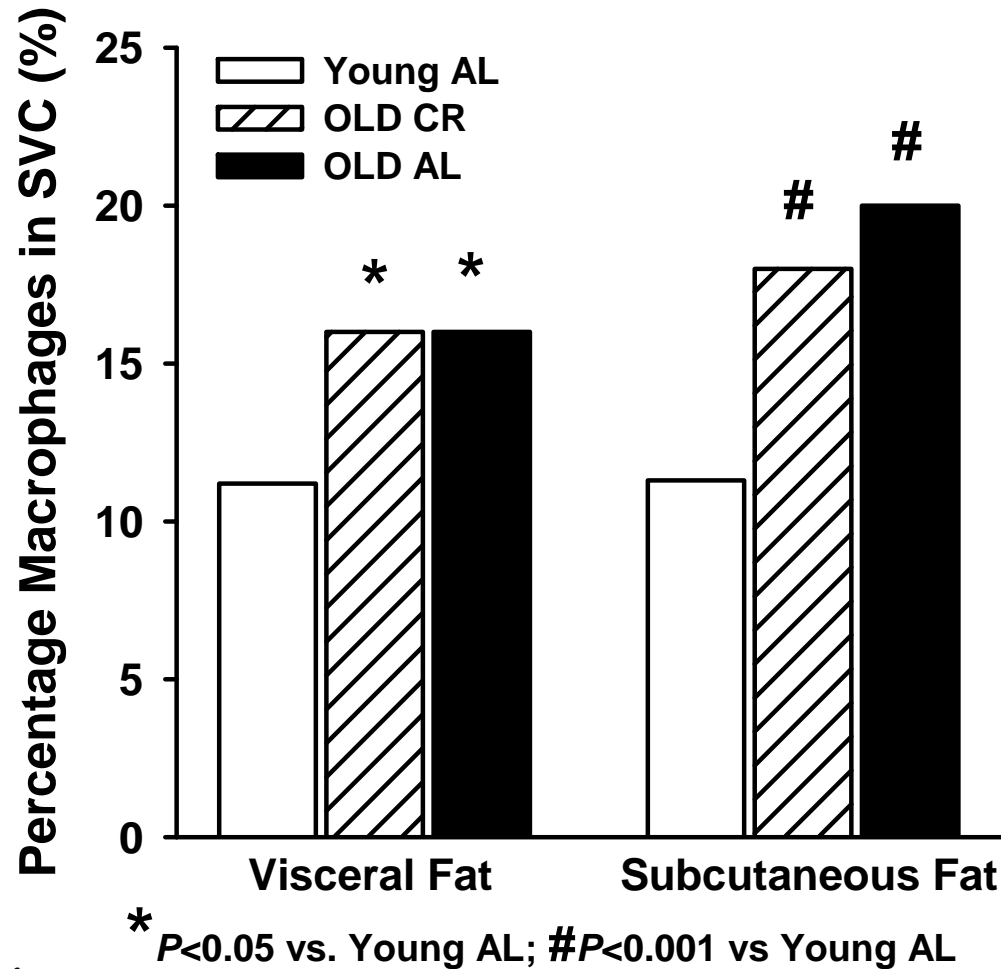 Percentage Macrophages in SVC (%)
25
20
15
10
5
0
Young AL
OLD CR
OLD AL
*
*
#
#
Visceral Fat
Subcutaneous Fat
*P<0.05 vs. Young AL; #P<0.001 vs Young AL